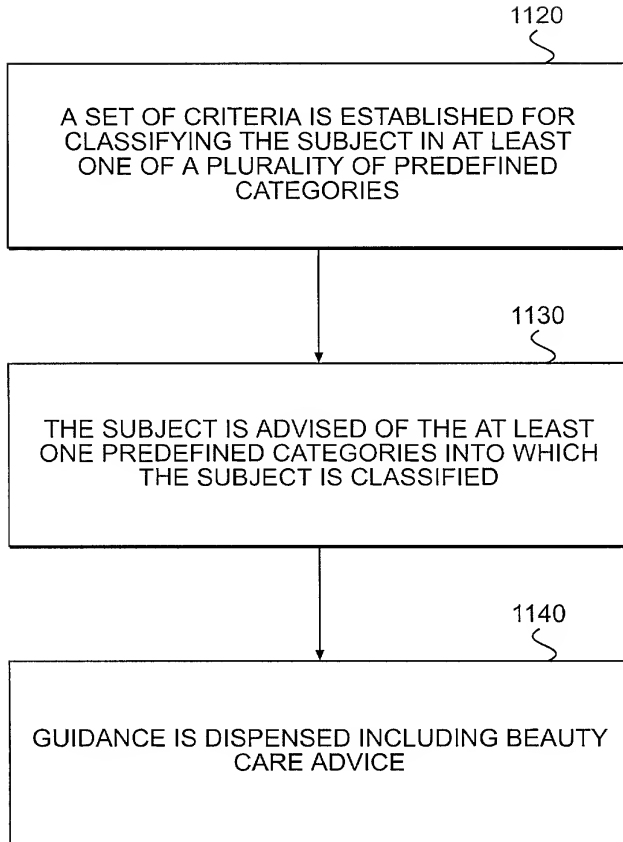 1120
A SET OF CRITERIA IS ESTABLISHED FOR
CLASSIFYING THE SUBJECT IN AT LEAST
ONE OF A PLURALITY OF PREDEFINED
CATEGORIES
1130
THE SUBJECT IS ADVISED OF THE AT LEAST
ONE PREDEFINED CATEGORIES INTO WHICH
THE SUBJECT IS CLASSIFIED
1140
GUIDANCE IS DISPENSED INCLUDING BEAUTY
CARE ADVICE